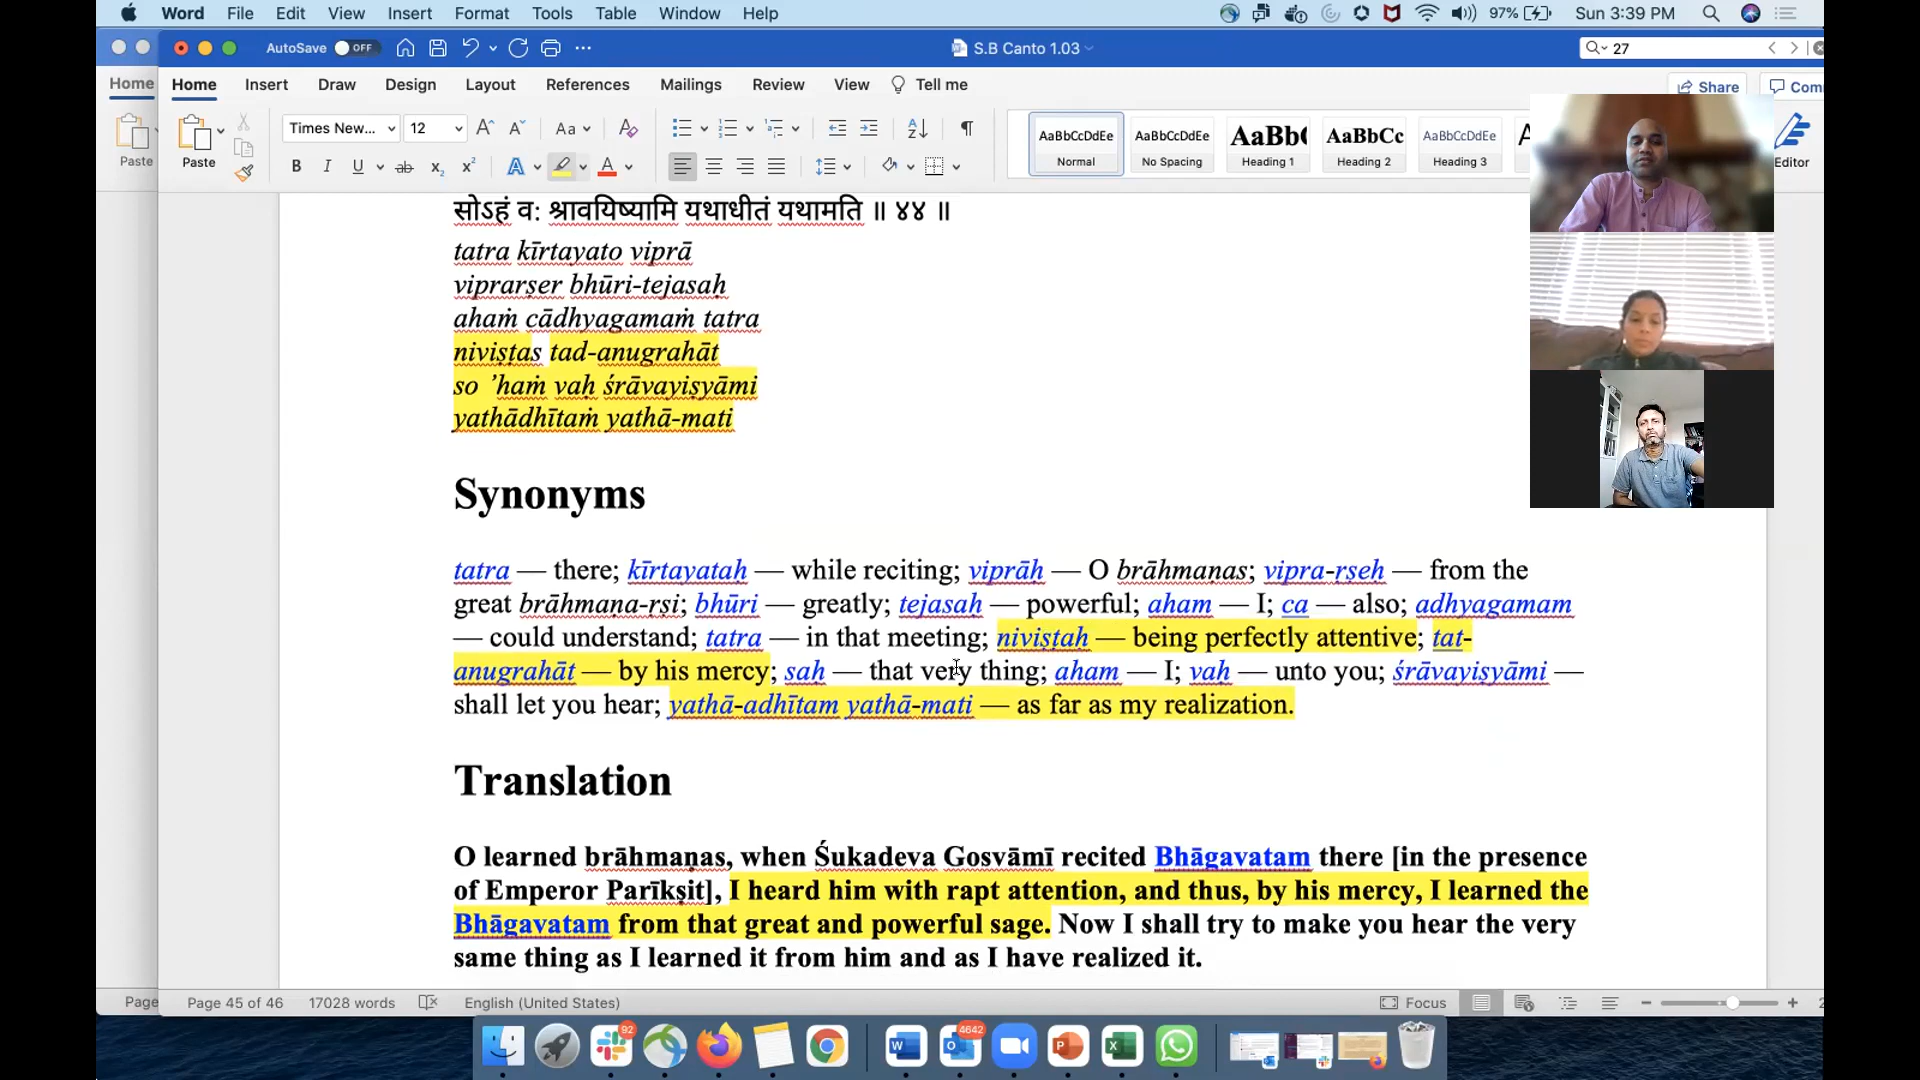 Word File Edit View Insert Format Tools Table Window Help 97% Sun 3:39 PM
AutoSave OFF S.B Canto 1.03 27
Home Home Insert Draw Design Layout References Mailings Review View Tell me Share Com
Paste Paste Times New... 12 Aa AaBbCcDdEe AaBbCcDdEe AaBb( AaBbCc AaBbCcDdEe
B I U ab x₂ x² A A Normal No Spacing Heading 1 Heading 2 Heading 3 Editor
सोऽहं व: श्रावयिष्यामि यथाधीतं यथामति ॥ ४४ ॥
tatra kīrtayato viprā
viprarṣer bhūri-tejasaḥ
ahaṁ cādhyagamaṁ tatra
niviṣṭas tad-anugrahāt
so ’haṁ vaḥ śrāvayiṣyāmi
yathādhītaṁ yathā-mati
Synonyms
tatra — there; kīrtayataḥ — while reciting; viprāḥ — O brāhmaṇas; vipra-ṛṣeḥ — from the
great brāhmaṇa-ṛṣi; bhūri — greatly; tejasaḥ — powerful; aham — I; ca — also; adhyagamam
— could understand; tatra — in that meeting; niviṣṭaḥ — being perfectly attentive; tat-
anugrahāt — by his mercy; saḥ — that very thing; aham — I; vaḥ — unto you; śrāvayiṣyāmi —
shall let you hear; yathā-adhītam yathā-mati — as far as my realization.
Translation
O learned brāhmaṇas, when Śukadeva Gosvāmī recited Bhāgavatam there [in the presence
of Emperor Parīkṣit], I heard him with rapt attention, and thus, by his mercy, I learned the
Bhāgavatam from that great and powerful sage. Now I shall try to make you hear the very
same thing as I learned it from him and as I have realized it.
Page Page 45 of 46 17028 words English (United States) Focus
92 4642